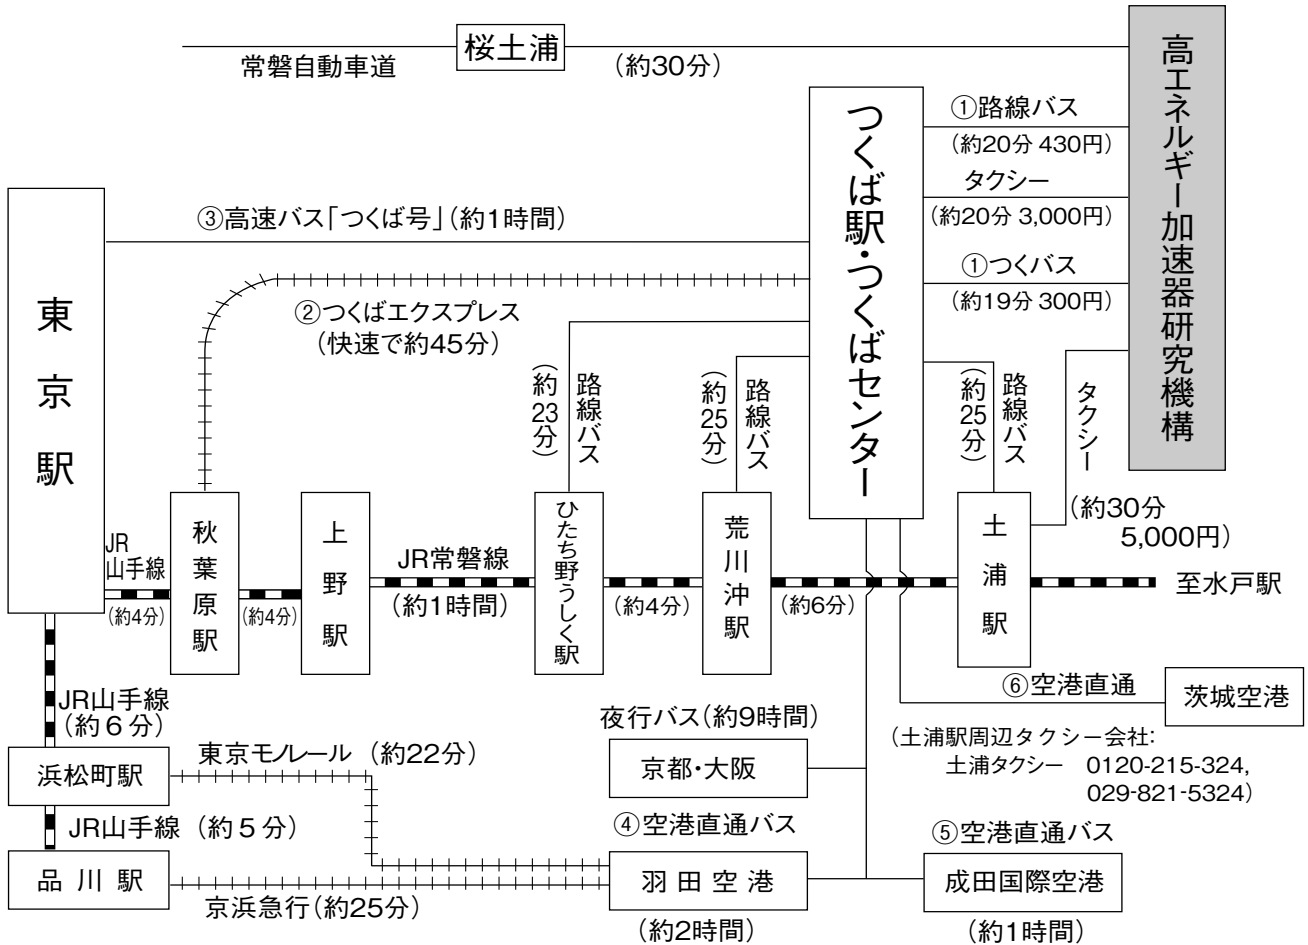 桜土浦
常磐自動車道
(約30分)
高エネルギー加速器研究機構
つくば駅・つくばセンター
①路線バス
(約20分 430円)
タクシー
(約20分 3,000円)
①つくバス
(約19分 300円)
東京駅
③高速バス「つくば号」(約1時間)
②つくばエクスプレス
(快速で約45分)
路線バス
(約23分)
路線バス
(約25分)
路線バス
(約25分)
タクシー
(約30分
5,000円)
JR
山手線
(約4分)
秋葉原駅
(約4分)
上野駅
JR常磐線
(約1時間)
ひたち野うしく駅
(約4分)
荒川沖駅
(約6分)
土浦駅
至水戸駅
JR山手線
(約6分)
⑥空港直通
茨城空港
夜行バス(約9時間)
京都・大阪
(土浦駅周辺タクシー会社:
土浦タクシー 0120-215-324,
029-821-5324)
浜松町駅
東京モノレール (約22分)
JR山手線 (約5分)
④空港直通バス
⑤空港直通バス
品川駅
京浜急行(約25分)
羽田空港
(約2時間)
成田国際空港
(約1時間)